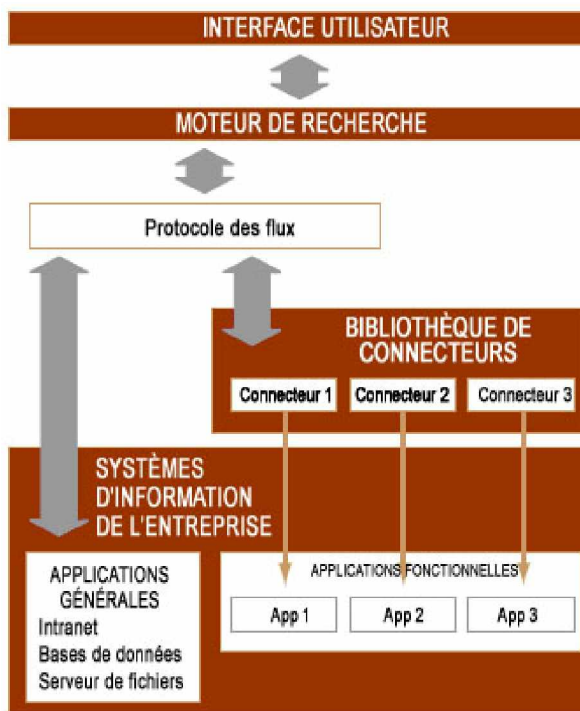 INTERFACE UTILISATEUR
MOTEUR DE RECHERCHE
Protocole des flux
BIBLIOTHÈQUE DE
CONNECTEURS
Connecteur 1
Connecteur 2
Connecteur 3
SYSTÈMES
D'INFORMATION
DE L'ENTREPRISE
APPLICATIONS
GÉNÉRALES
Intranet
Bases de données
Serveur de fichiers
APPLICATIONS FONCTIONNELLES
App 1
App 2
App 3